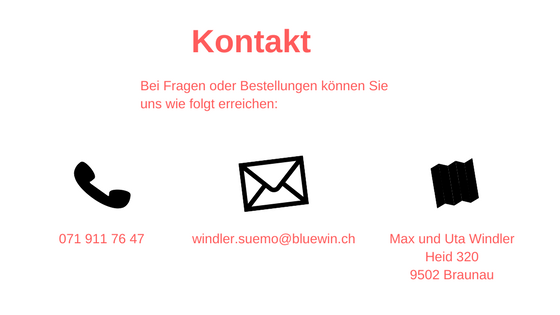 Kontakt
Bei Fragen oder Bestellungen können Sie
uns wie folgt erreichen:
071 911 76 47
windler.suemo@bluewin.ch
Max und Uta Windler
Heid 320
9502 Braunau